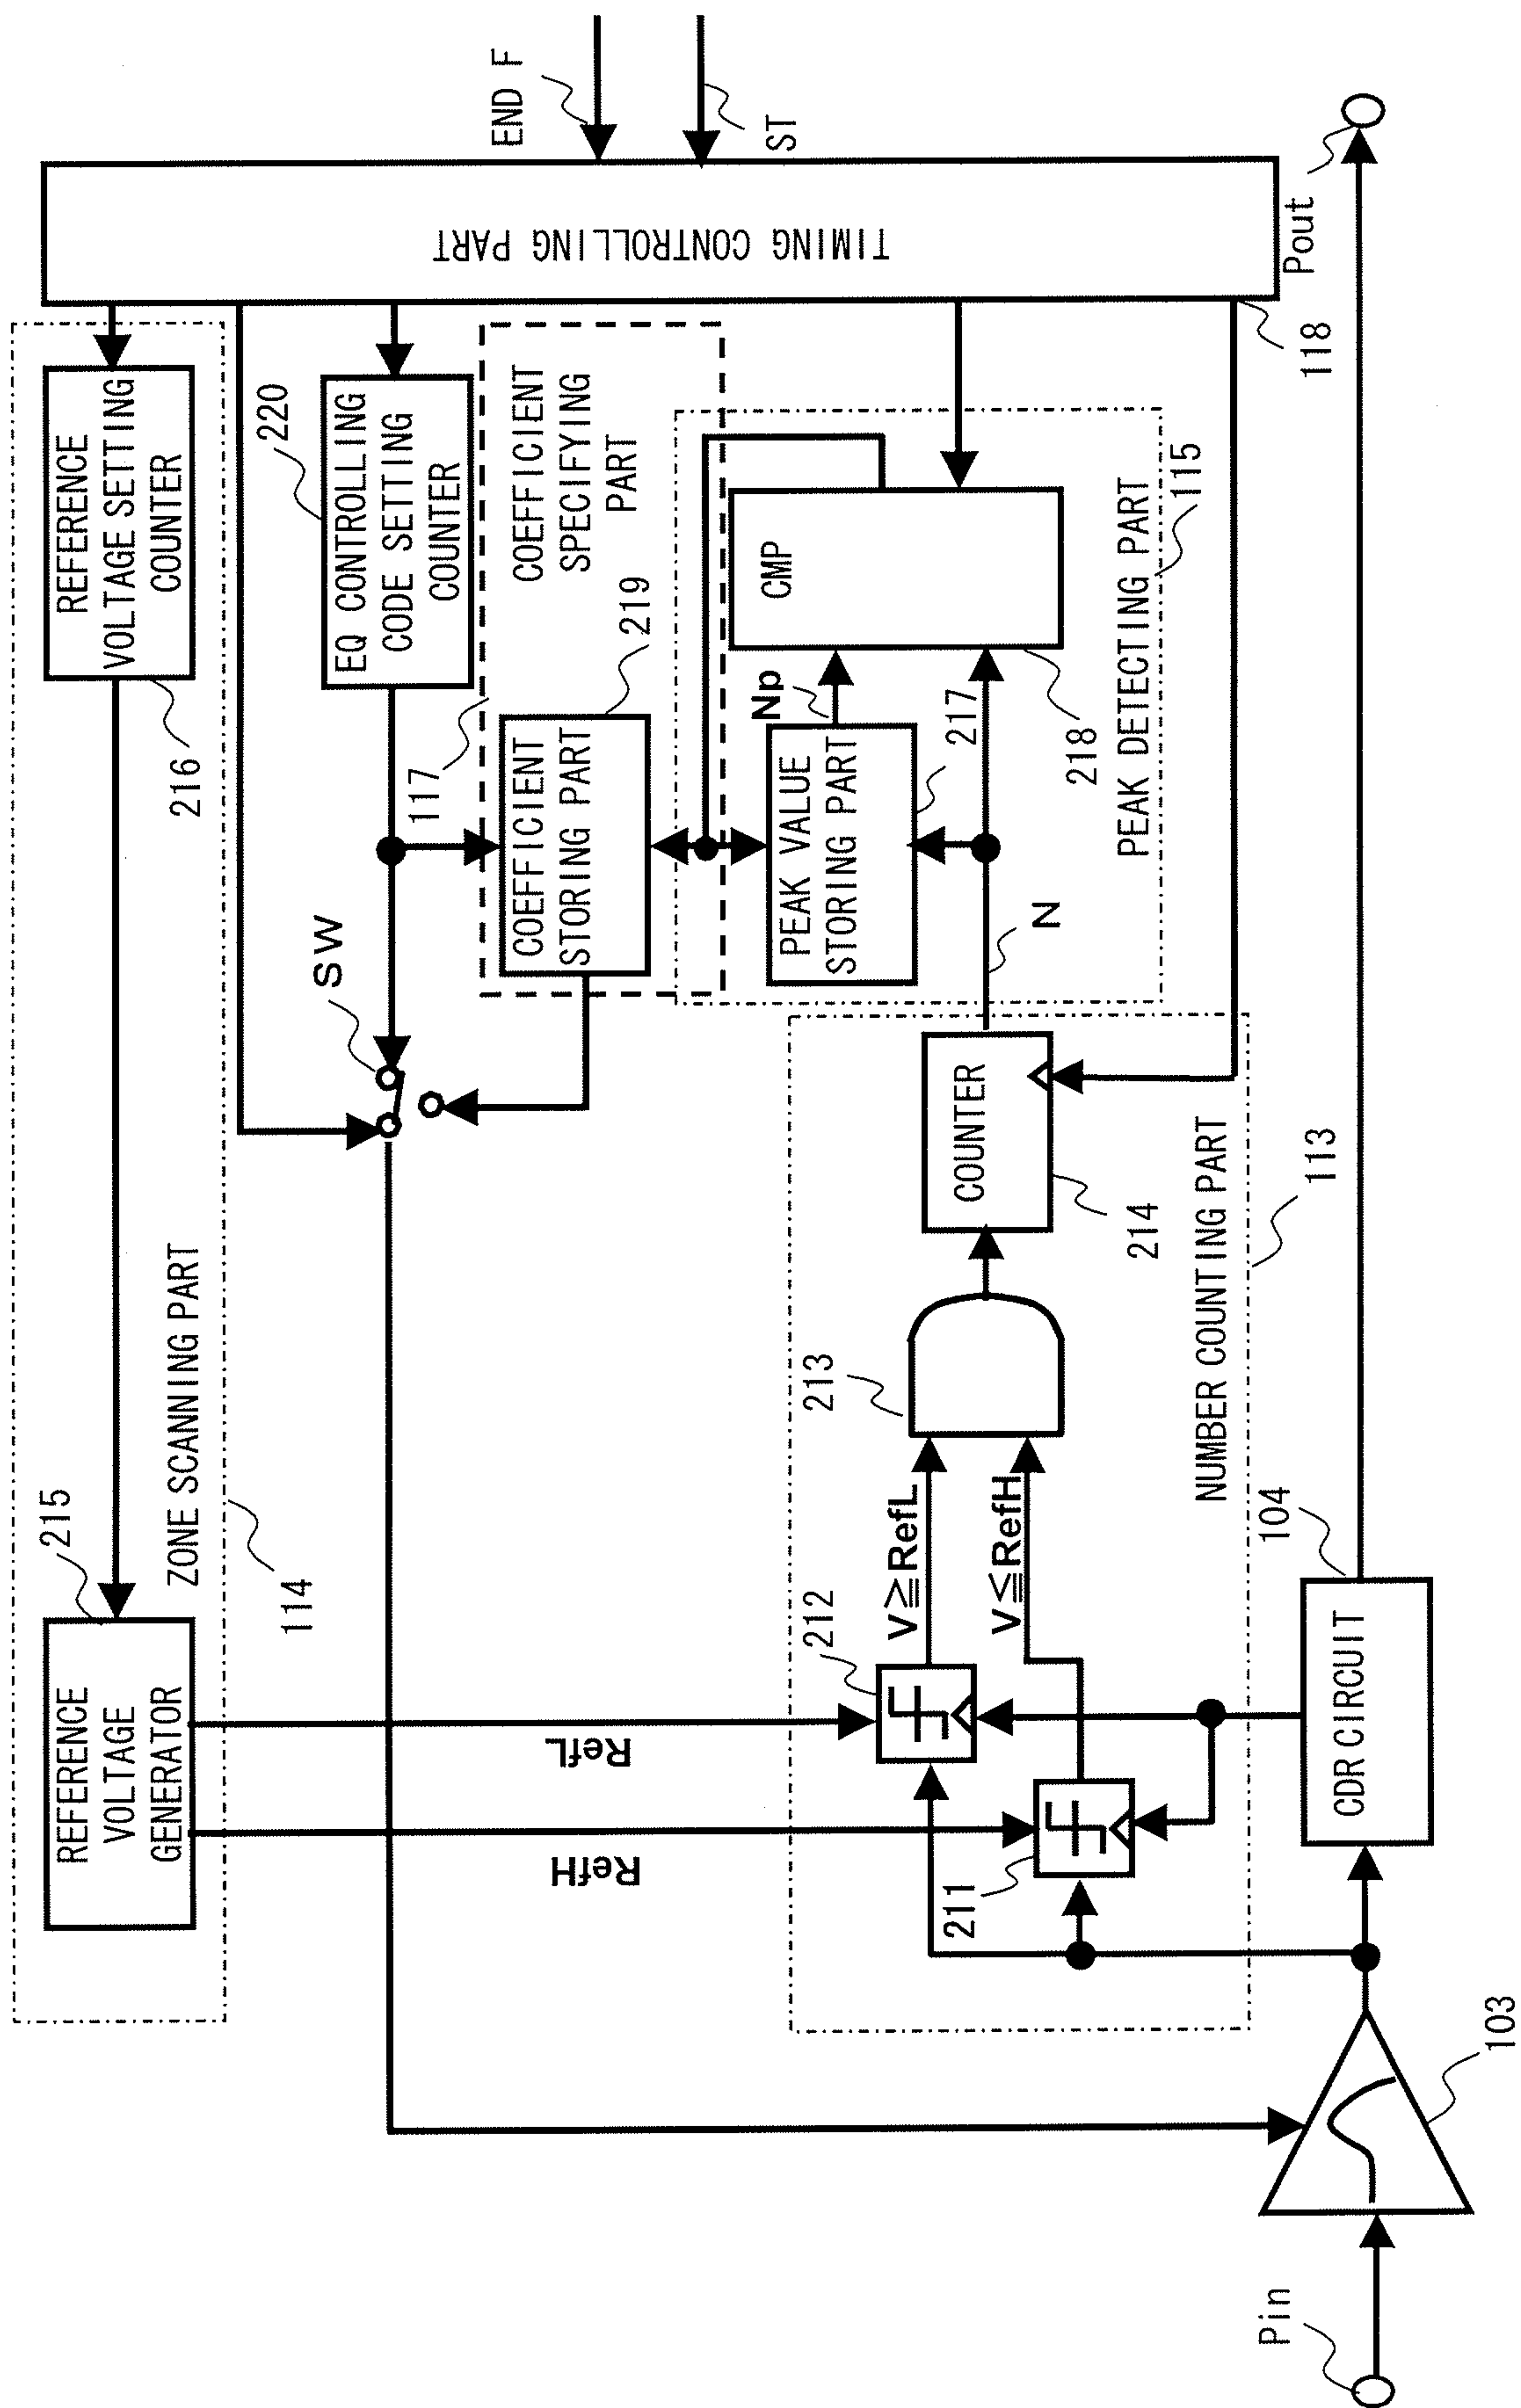 REFERENCE
VOLTAGE
GENERATOR
215
ZONE SCANNING PART
114
REFERENCE
VOLTAGE SETTING
COUNTER
216
RefL
RefH
SW
EQ CONTROLLING
CODE SETTING
COUNTER
220
117
COEFFICIENT
SPECIFYING
PART
COEFFICIENT
STORING PART
219
TIMING CONTROLLING PART
END F
ST
118
PEAK VALUE
STORING PART
217
Np
CMP
218
PEAK DETECTING PART
115
N
212
V≧RefL
211
V≦RefH
213
COUNTER
214
NUMBER COUNTING PART
113
CDR CIRCUIT
104
103
Pin
Pout